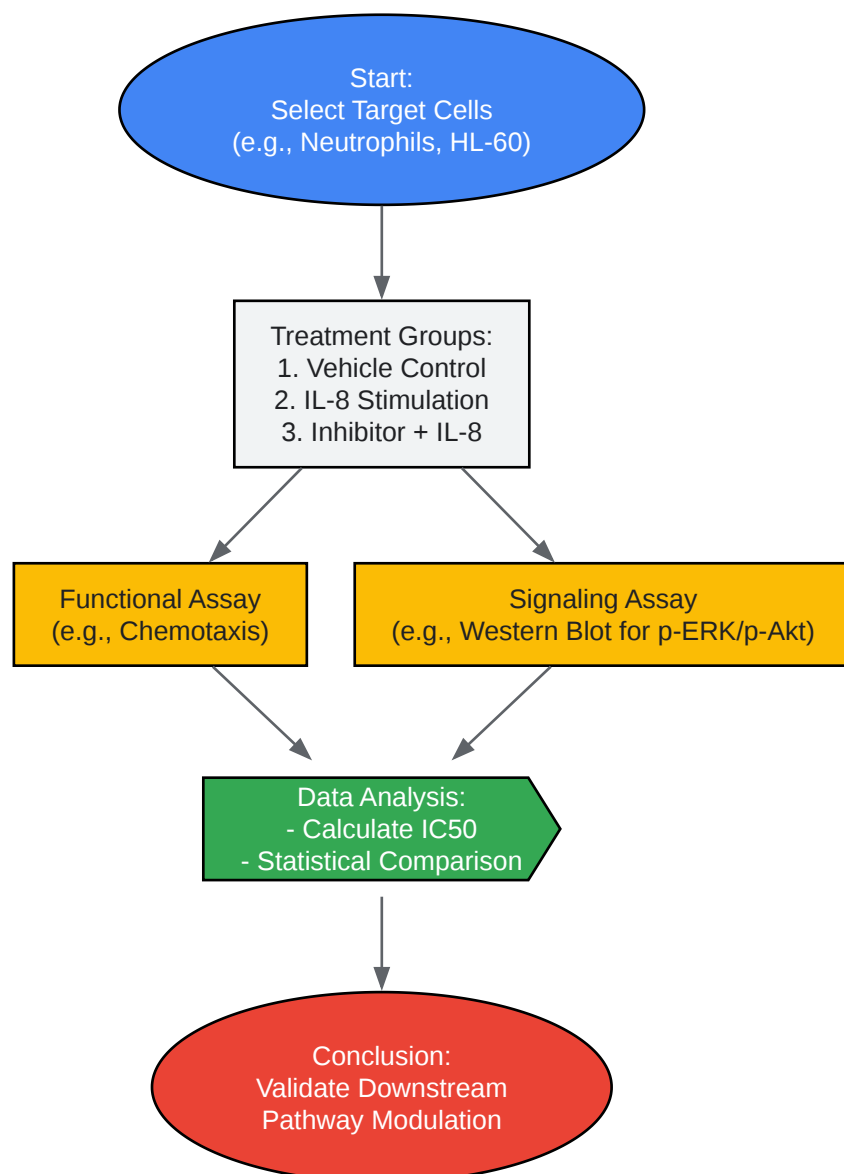 Start:
Select Target Cells
(e.g., Neutrophils, HL-60)
Treatment Groups:
1. Vehicle Control
2. IL-8 Stimulation
3. Inhibitor + IL-8
Functional Assay
(e.g., Chemotaxis)
Signaling Assay
(e.g., Western Blot for p-ERK/p-Akt)
Data Analysis:
- Calculate IC50
- Statistical Comparison
Conclusion:
Validate Downstream
Pathway Modulation